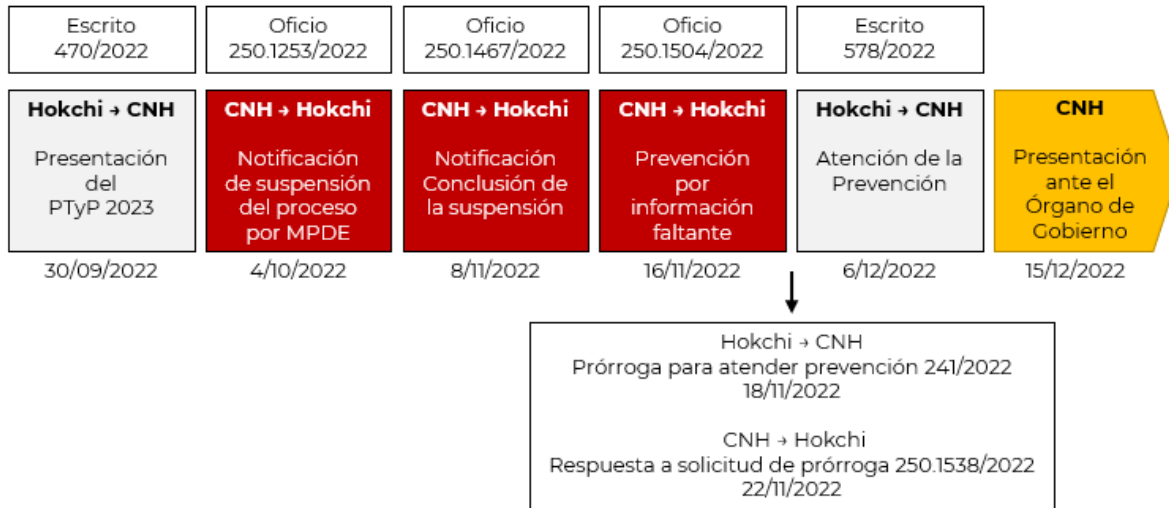 Escrito
470/2022
Oficio
250.1253/2022
Oficio
250.1467/2022
Oficio
250.1504/2022
Escrito
578/2022
Hokchi → CNH
Presentación
del
PTyP 2023
CNH → Hokchi
Notificación
de suspensión
del proceso
por MPDE
CNH → Hokchi
Notificación
Conclusión de
la suspensión
CNH → Hokchi
Prevención
por
información
faltante
Hokchi → CNH
Atención de la
Prevención
CNH
Presentación
ante el
Órgano de
Gobierno
30/09/2022
4/10/2022
8/11/2022
16/11/2022
6/12/2022
15/12/2022
Hokchi → CNH
Prórroga para atender prevención 241/2022
18/11/2022
CNH → Hokchi
Respuesta a solicitud de prórroga 250.1538/2022
22/11/2022